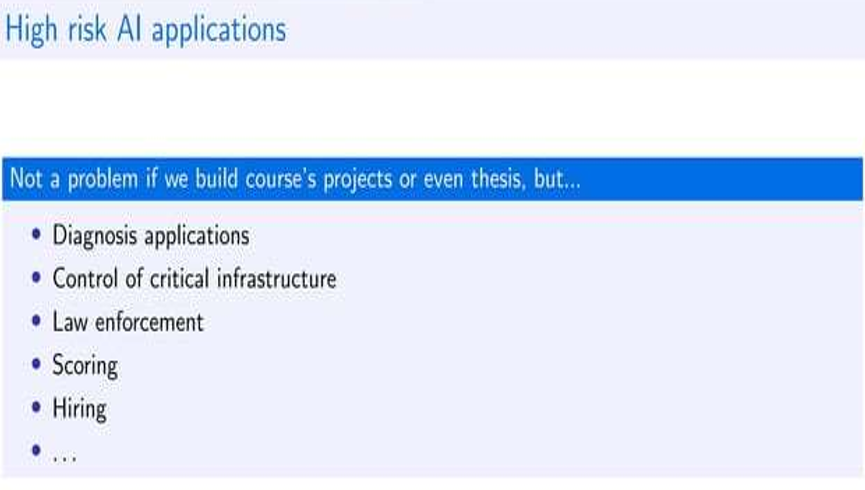 High risk AI applications
Not a problem if we build course's projects or even thesis, but...
• Diagnosis applications
• Control of critical infrastructure
• Law enforcement
• Scoring
• Hiring
• ...